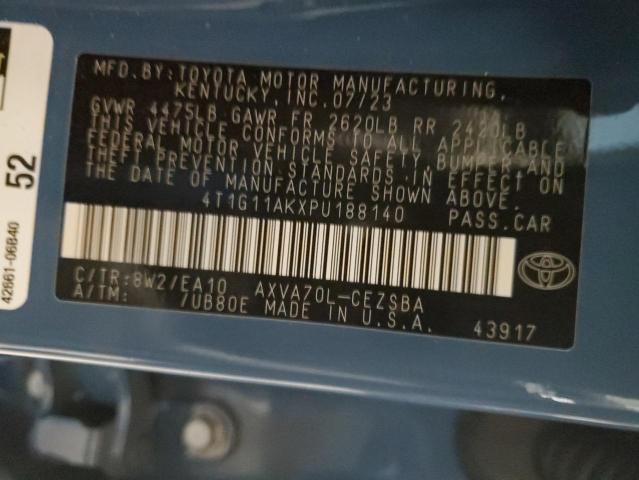 MFD.BY:TOYOTA MOTOR MANUFACTURING,
KENTUCKY,INC.07/23
GVWR 4475LB GAWR FR 2620LB RR 2420LB
THIS VEHICLE CONFORMS TO ALL APPLICABLE
FEDERAL MOTOR VEHICLE SAFETY, BUMPER AND
THEFT PREVENTION STANDARDS IN EFFECT ON
THE DATE OF MANUFACTURE SHOWN ABOVE.
4T1G11AKXPU188140 PASS.CAR
C/TR:8W2/EA10 AXVA70L-CEZSBA
A/TM: /UB80E MADE IN U.S.A. 43917
52
42661-06B40